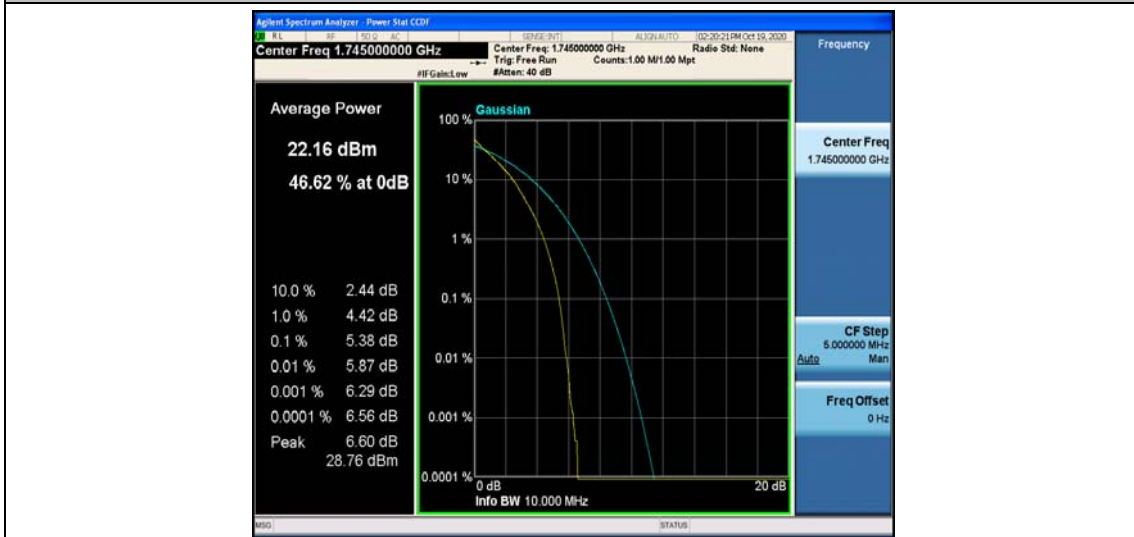 Agilent Spectrum Analyzer - Power Stat CCDF
RL RF 50 Ω AC SENSE:INT ALIGN AUTO 02:20:21 PM Oct 19, 2020
Center Freq 1.745000000 GHz
Center Freq: 1.745000000 GHz Radio Std: None
Trig: Free Run Counts:1.00 M/1.00 Mpt
#IFGain:Low #Atten: 40 dB
Frequency
Average Power
22.16 dBm
46.62 % at 0dB
10.0 % 2.44 dB
1.0 % 4.42 dB
0.1 % 5.38 dB
0.01 % 5.87 dB
0.001 % 6.29 dB
0.0001 % 6.56 dB
Peak 6.60 dB
28.76 dBm
Gaussian
100 %
10 %
1 %
0.1 %
0.01 %
0.001 %
0.0001 %
0 dB 20 dB
Info BW 10.000 MHz
Center Freq
1.745000000 GHz
CF Step
5.000000 MHz
Auto Man
Freq Offset
0 Hz
MSG STATUS